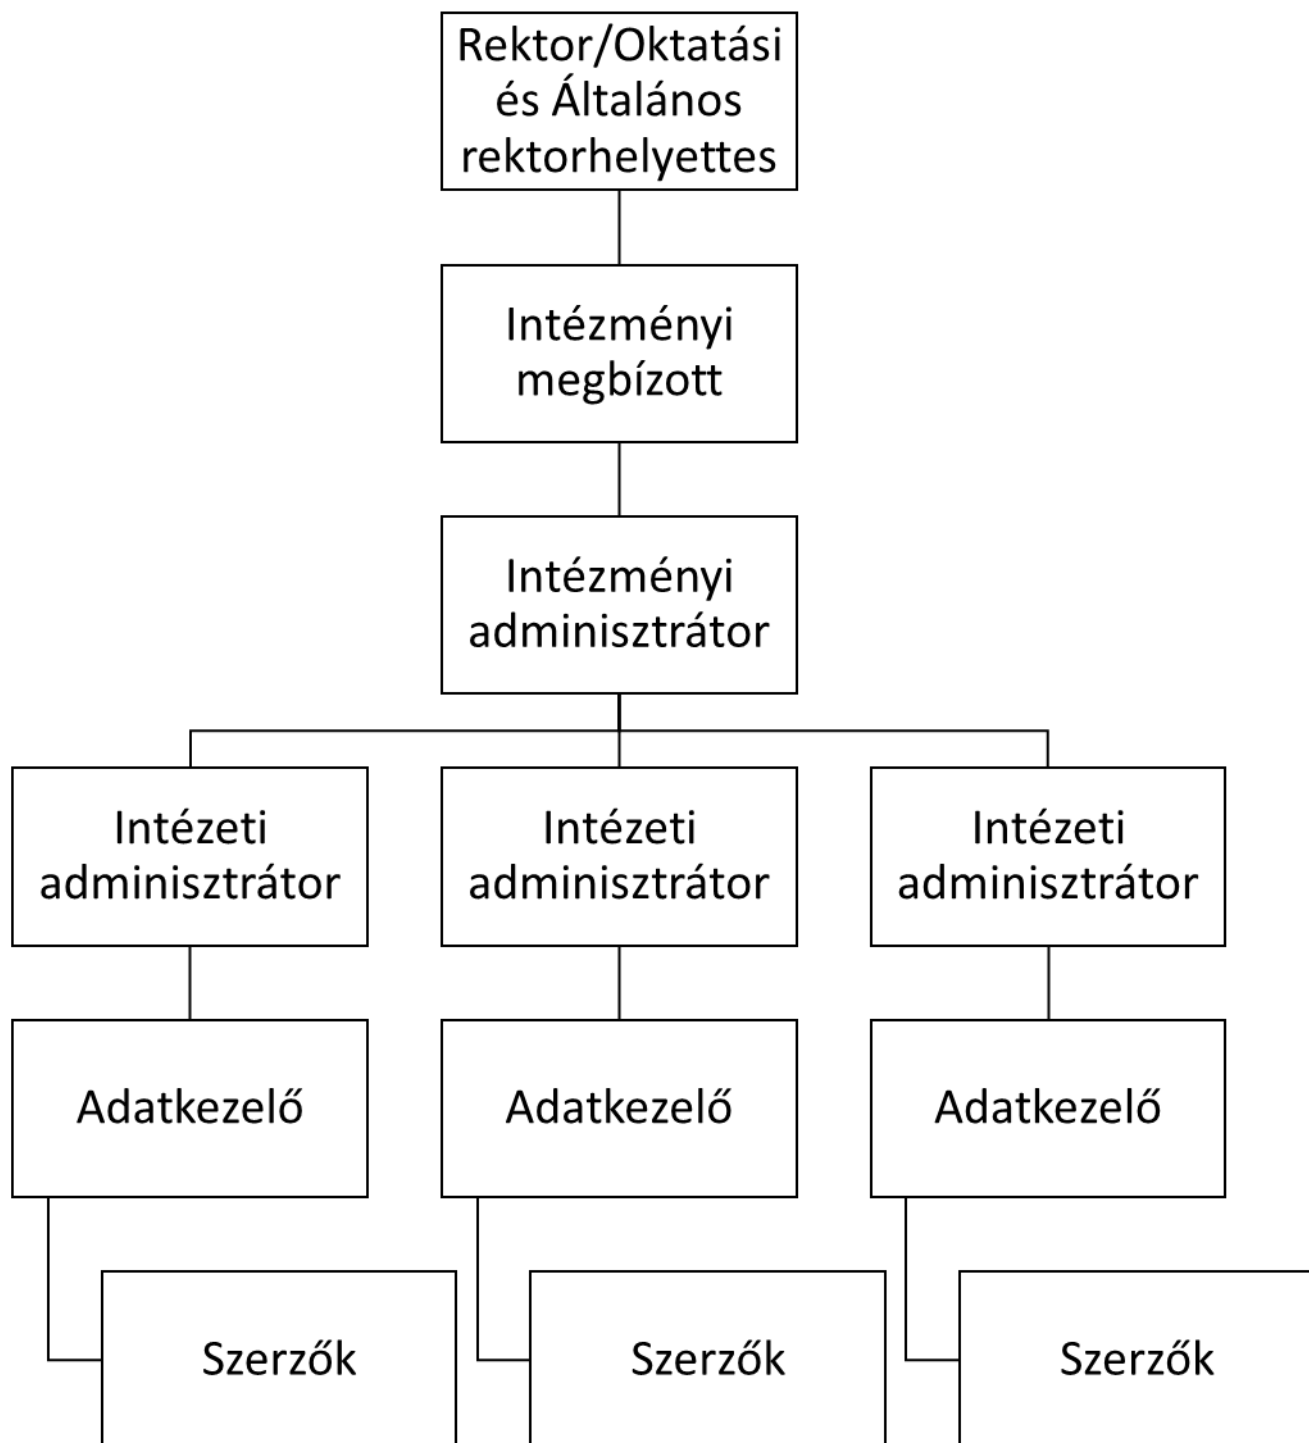 Rektor/Oktatási
és Általános
rektorhelyettes
Intézményi
megbízott
Intézményi
adminisztrátor
Intézeti
adminisztrátor
Intézeti
adminisztrátor
Intézeti
adminisztrátor
Adatkezelő
Adatkezelő
Adatkezelő
Szerzők
Szerzők
Szerzők